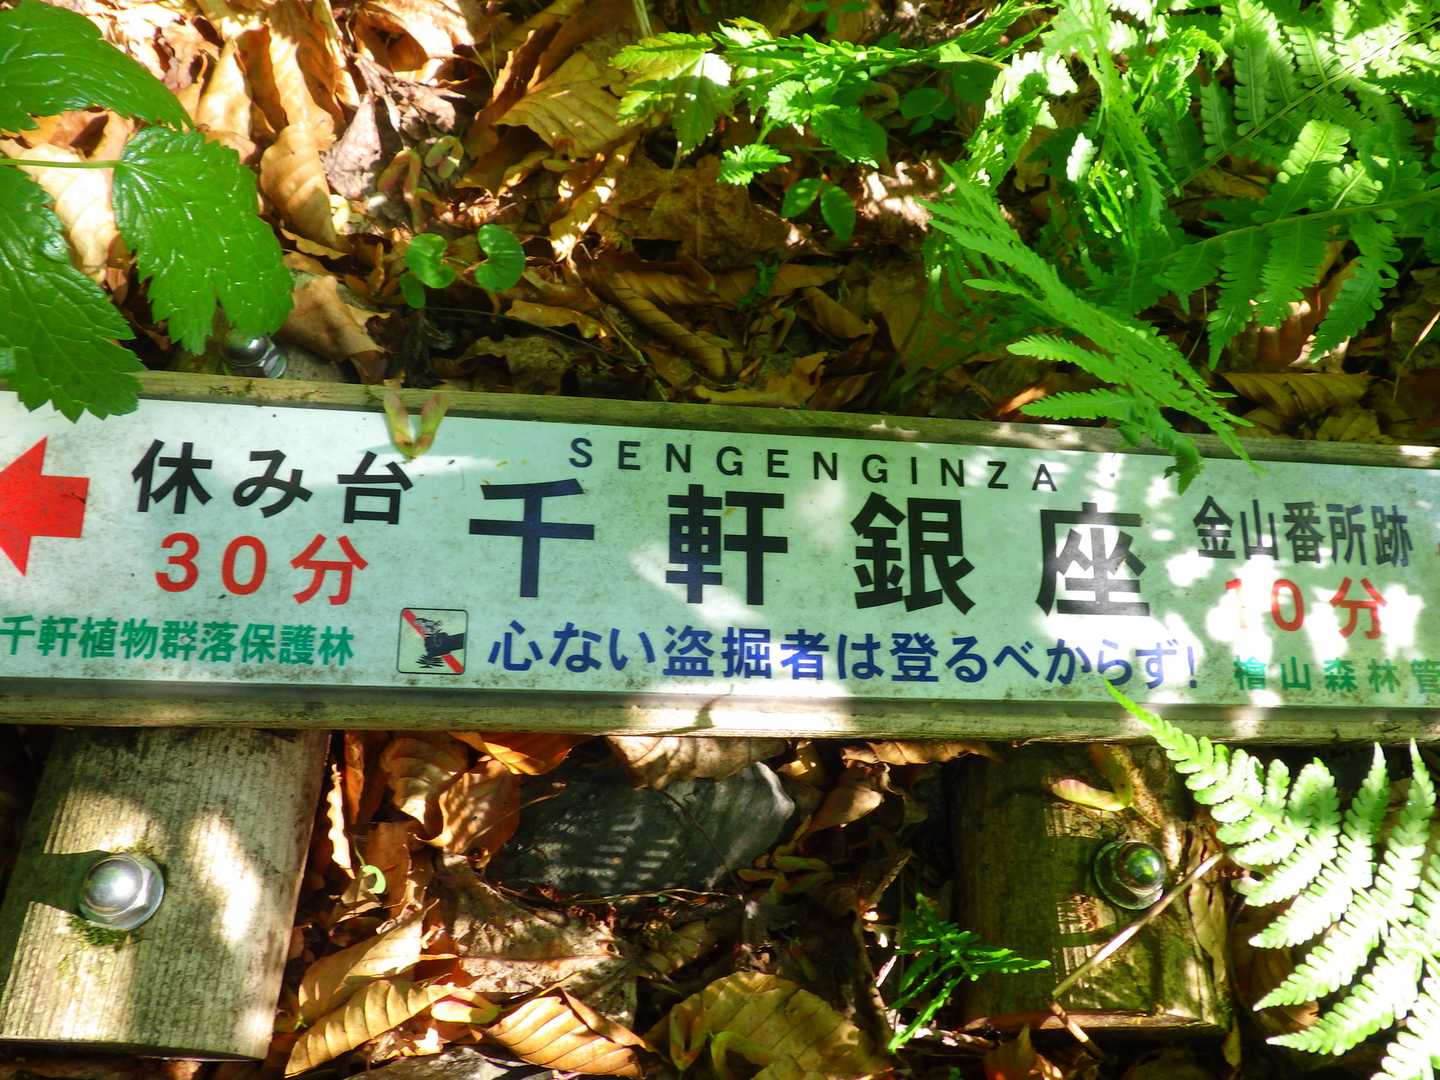 SENGENGINZA
休み台
30分
千軒銀座
金山番所跡
10分
千軒植物群落保護林
心ない盗掘者は登るべからず!
檜山森林管